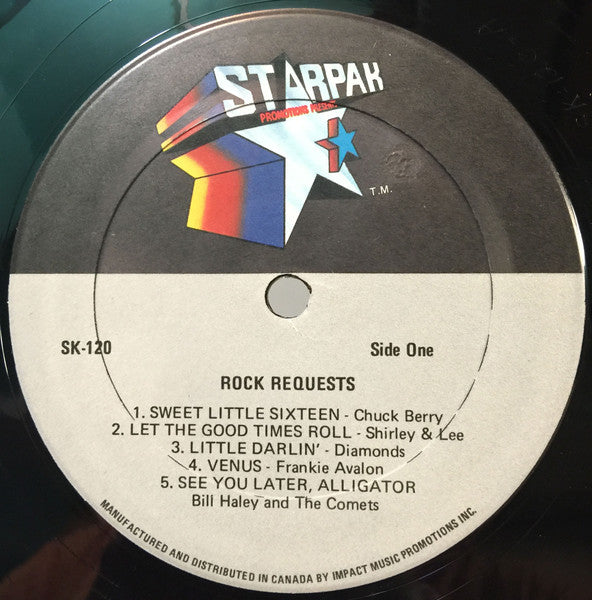 STARPAK
PROMOTIONS PRESENT
T.M.
SK-120
Side One
ROCK REQUESTS
1. SWEET LITTLE SIXTEEN - Chuck Berry
2. LET THE GOOD TIMES ROLL - Shirley & Lee
3. LITTLE DARLIN' - Diamonds
4. VENUS - Frankie Avalon
5. SEE YOU LATER, ALLIGATOR
Bill Haley and The Comets
MANUFACTURED AND DISTRIBUTED IN CANADA BY IMPACT MUSIC PROMOTIONS INC.